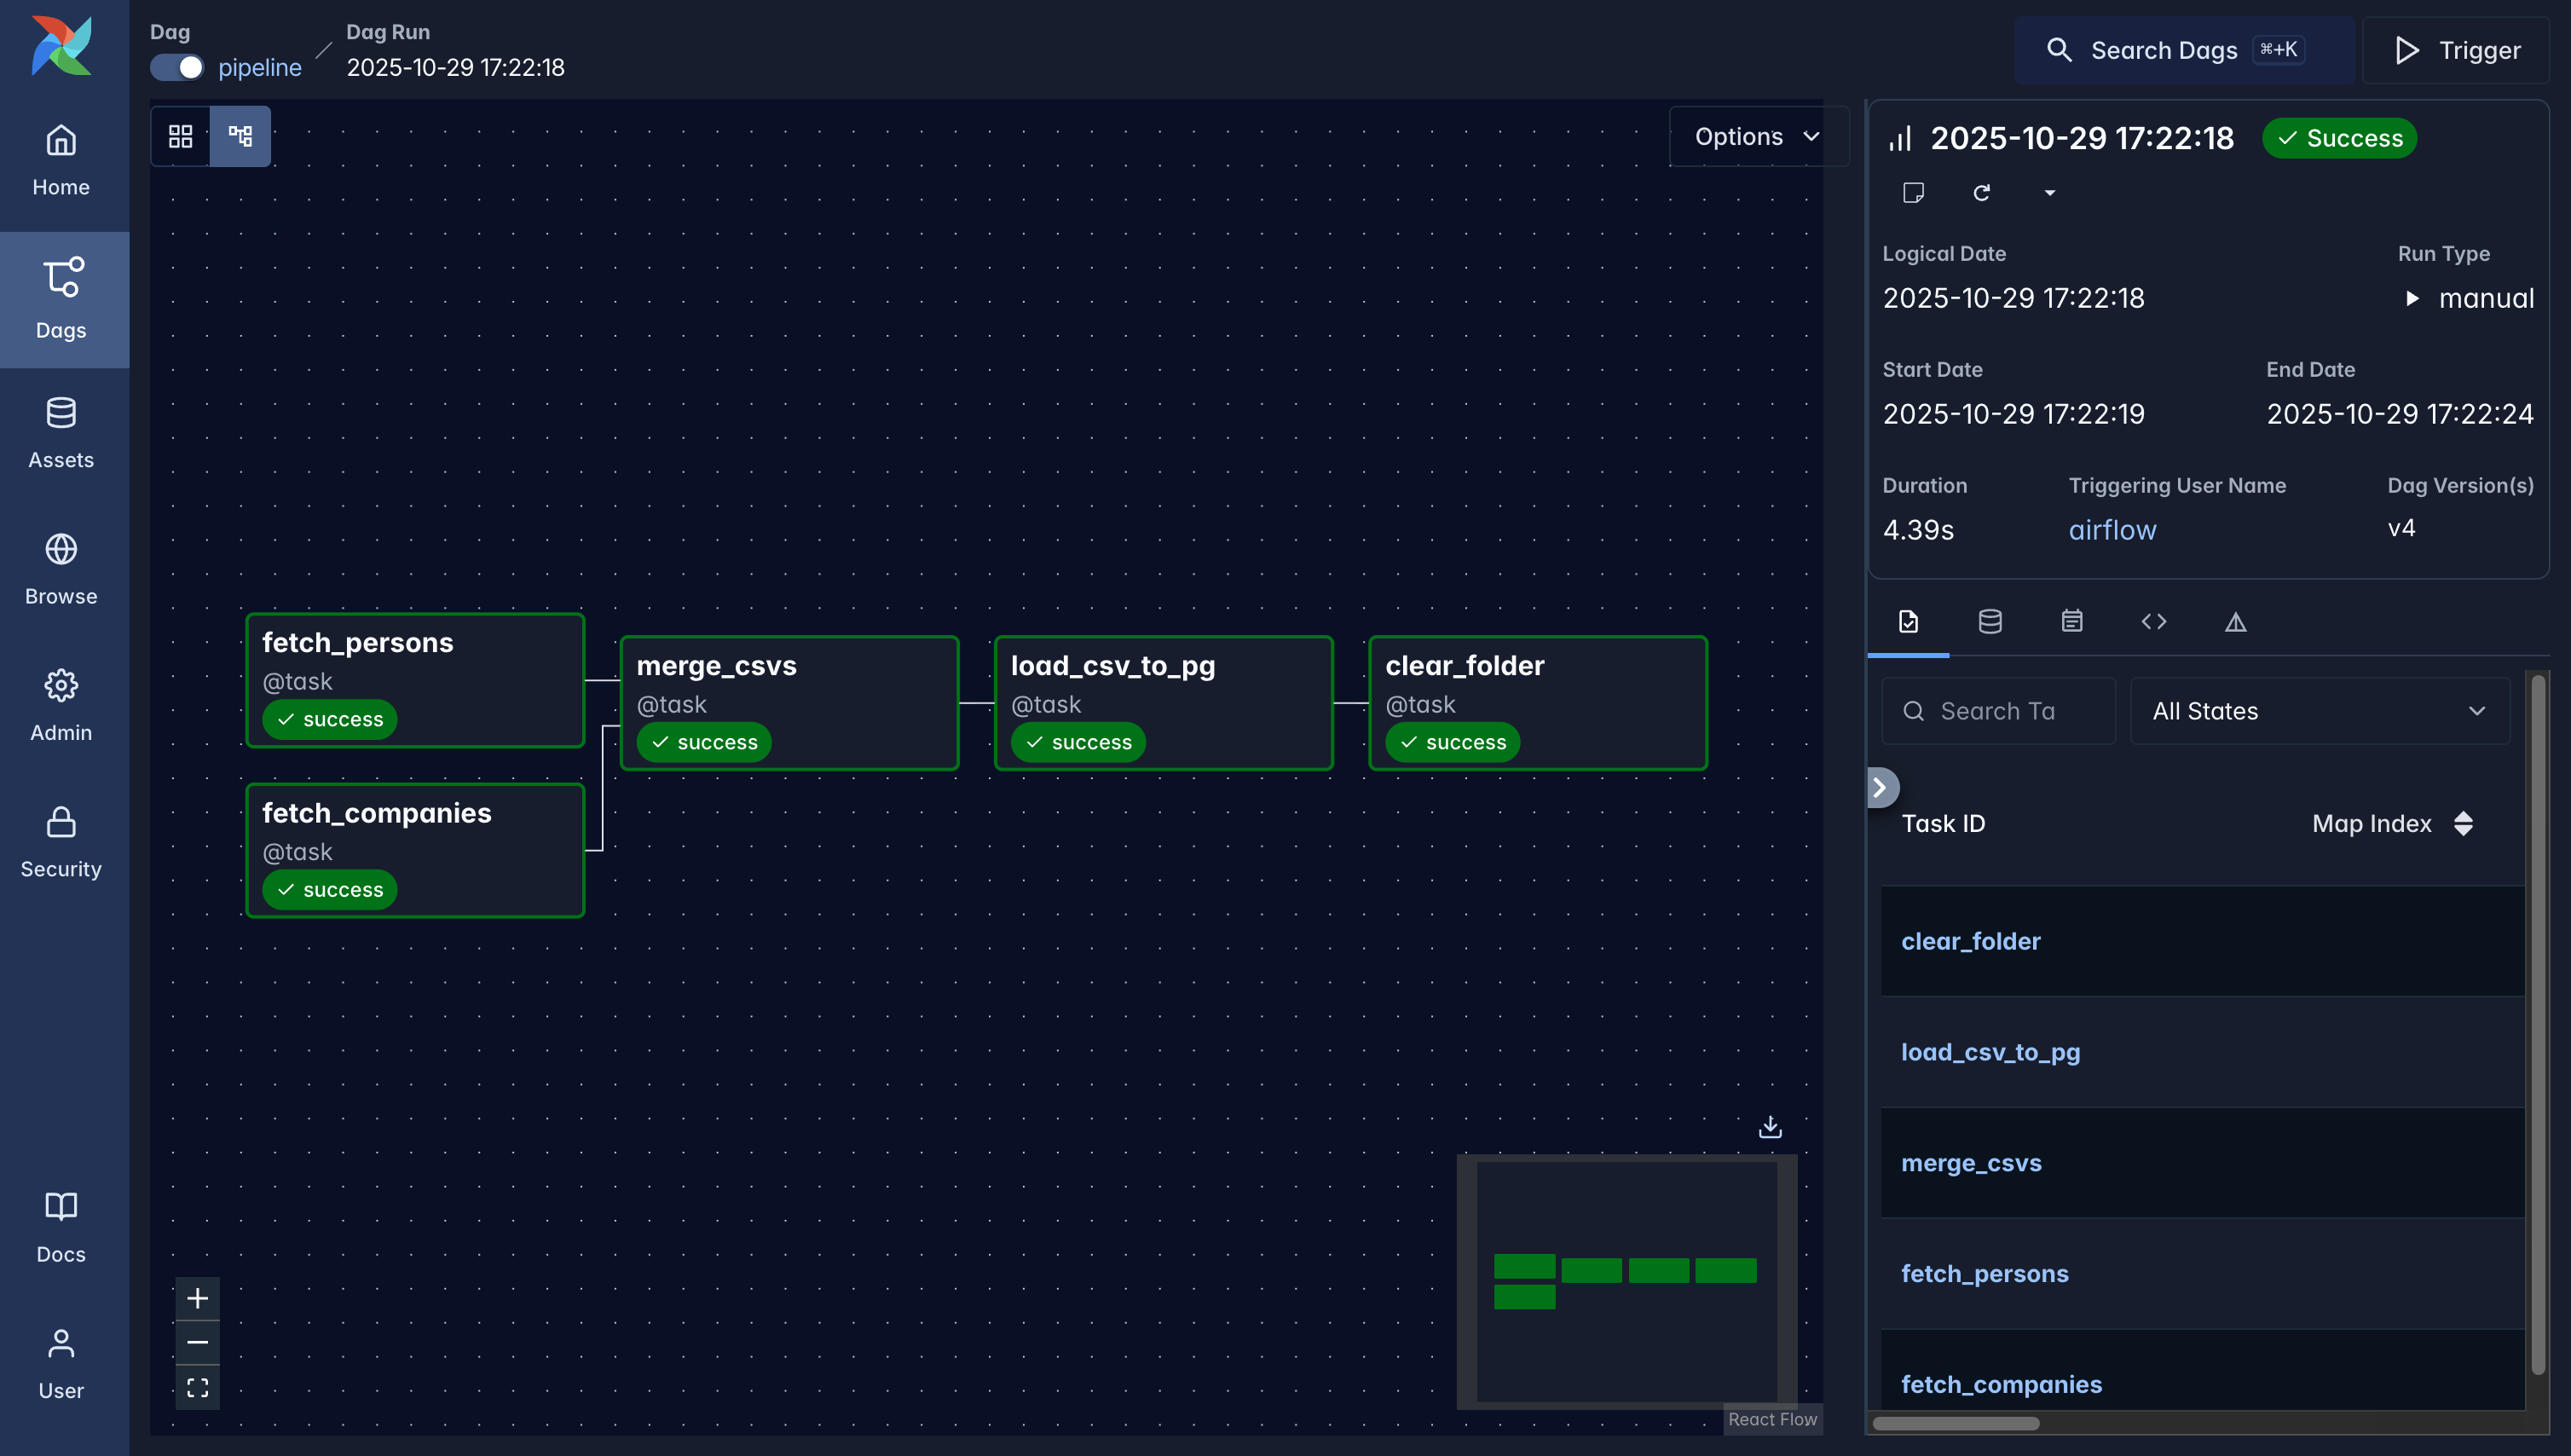 Dag
pipeline
Dag Run
2025-10-29 17:22:18
Search Dags ⌘+K
Trigger
Home
Dags
Assets
Browse
Admin
Security
Docs
User
Options
fetch_persons
@task
success
fetch_companies
@task
success
merge_csvs
@task
success
load_csv_to_pg
@task
success
clear_folder
@task
success
React Flow
2025-10-29 17:22:18 Success
Logical Date Run Type
2025-10-29 17:22:18 manual
Start Date End Date
2025-10-29 17:22:19 2025-10-29 17:22:24
Duration Triggering User Name Dag Version(s)
4.39s airflow v4
Search Ta
All States
Task ID Map Index
clear_folder
load_csv_to_pg
merge_csvs
fetch_persons
fetch_companies